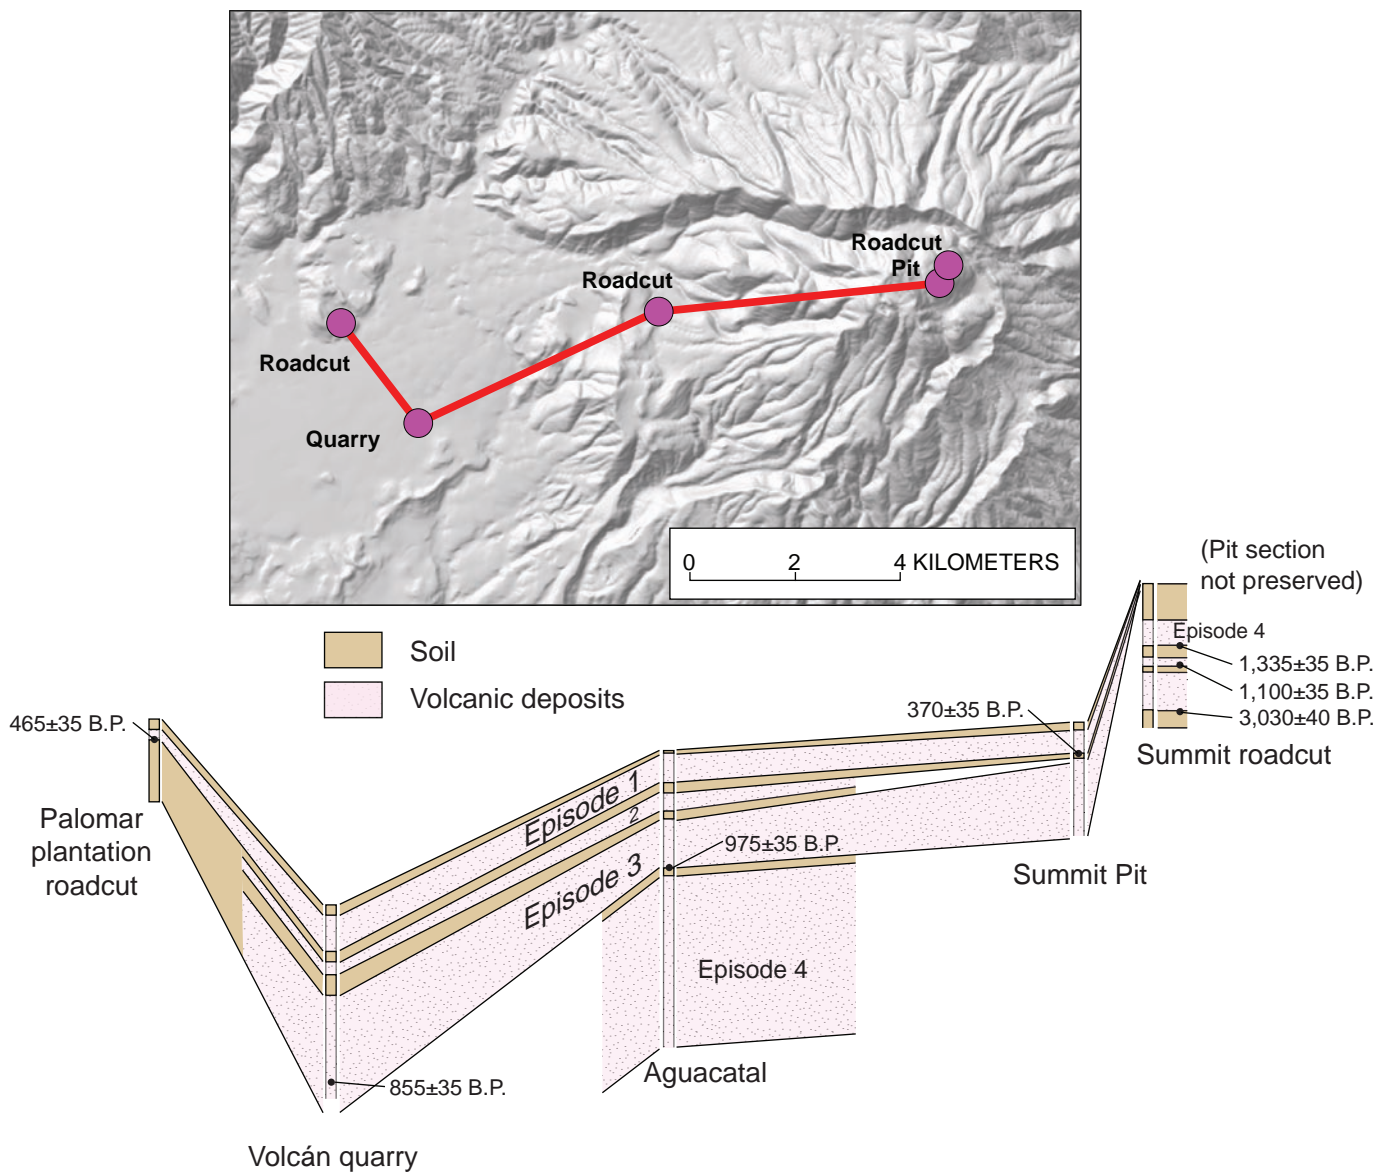 Roadcut
Pit
Roadcut
Roadcut
Quarry
0 2 4 KILOMETERS
(Pit section
not preserved)
Soil
Volcanic deposits
Episode 4
1,335±35 B.P.
1,100±35 B.P.
3,030±40 B.P.
Summit roadcut
465±35 B.P.
370±35 B.P.
Palomar
plantation
roadcut
Episode 1
2
Episode 3
975±35 B.P.
Summit Pit
Episode 4
Aguacatal
855±35 B.P.
Volcán quarry